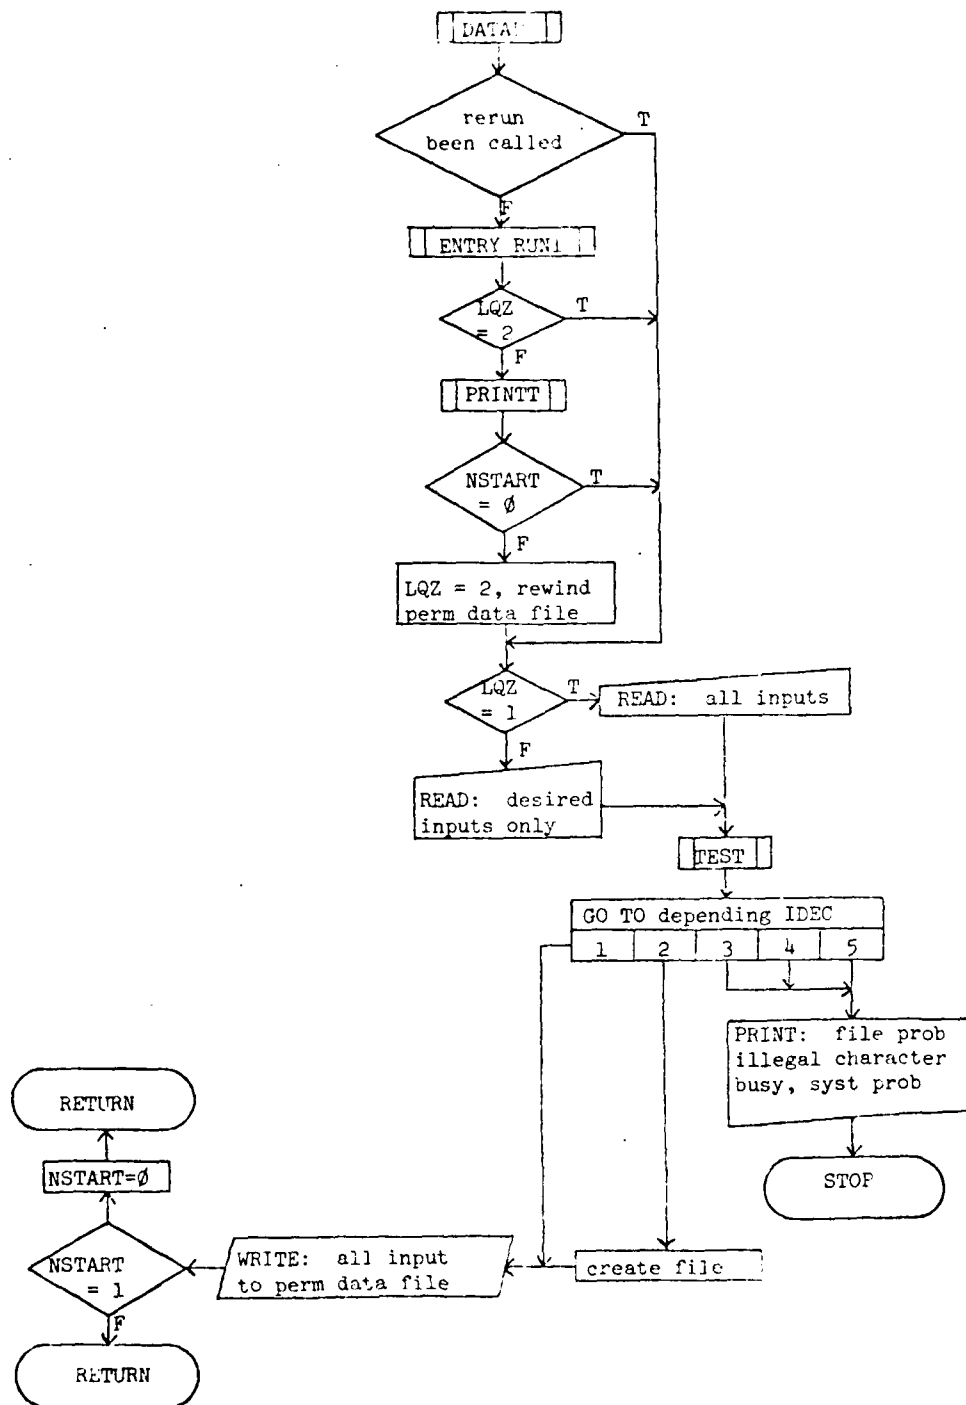 rerun
been called
T
F
ENTRY RUN1
LQZ
= 2
T
F
PRINTT
NSTART
= Ø
T
F
LQZ = 2, rewind
perm data file
LQZ
= 1
T
READ: all inputs
F
READ: desired
inputs only
TEST
GO TO depending IDEC
1 2 3 4 5
PRINT: file prob
illegal character
busy, syst prob
STOP
RETURN
NSTART=Ø
NSTART
= 1
F
RETURN
WRITE: all input
to perm data file
create file